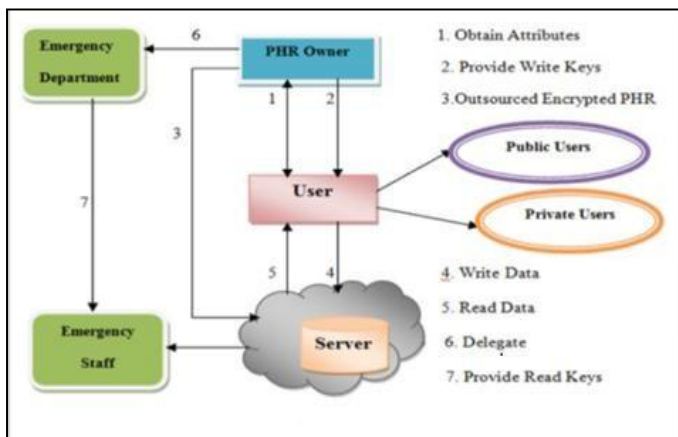 6
Emergency
Department
PHR Owner
1. Obtain Attributes
2. Provide Write Keys
3.Outsourced Encrypted PHR
1
2
3
Public Users
User
Private Users
7
5
4
4. Write Data
5. Read Data
6. Delegate
7. Provide Read Keys
Emergency
Staff
Server